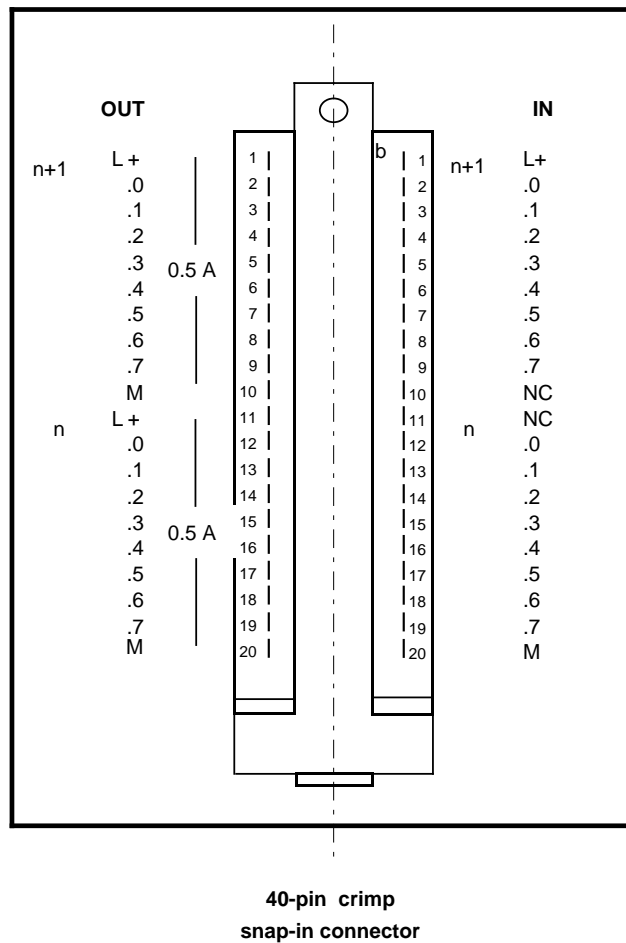 OUT IN
n+1 L + 1 b 1 n+1 L+
.0 2 2 .0
.1 3 3 .1
.2 4 4 .2
.3 0.5 A 5 5 .3
.4 6 6 .4
.5 7 7 .5
.6 8 8 .6
.7 9 9 .7
M 10 10 NC
n L + 11 11 n NC
.0 12 12 .0
.1 13 13 .1
.2 14 14 .2
.3 0.5 A 15 15 .3
.4 16 16 .4
.5 17 17 .5
.6 18 18 .6
.7 19 19 .7
M 20 20 M
40-pin crimp
snap-in connector